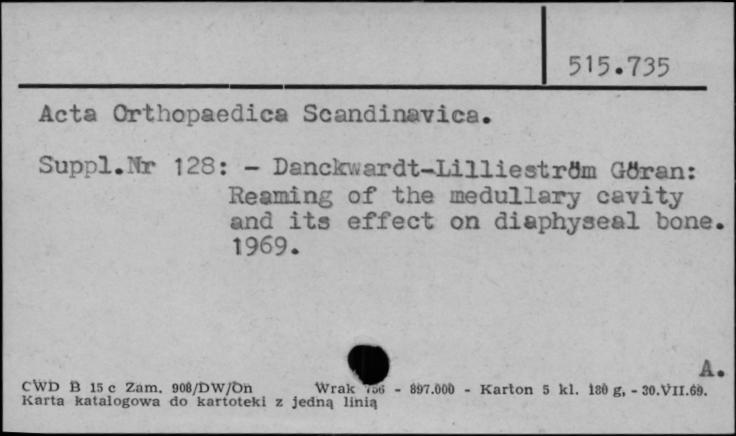 515.735
Acta Orthopaedica Scandinavica.
Suppl.Nr 128: - Danckwardt-Lillieström Göran:
Reaming of the medullary cavity
and its effect on diaphyseal bone.
1969.
A.
CWD B 15 c Zam. 908/DW/On Wrak - 897.000 - Karton 5 kl. 180 g, - 30.VII.69.
Karta katalogowa do kartoteki z jedną linią